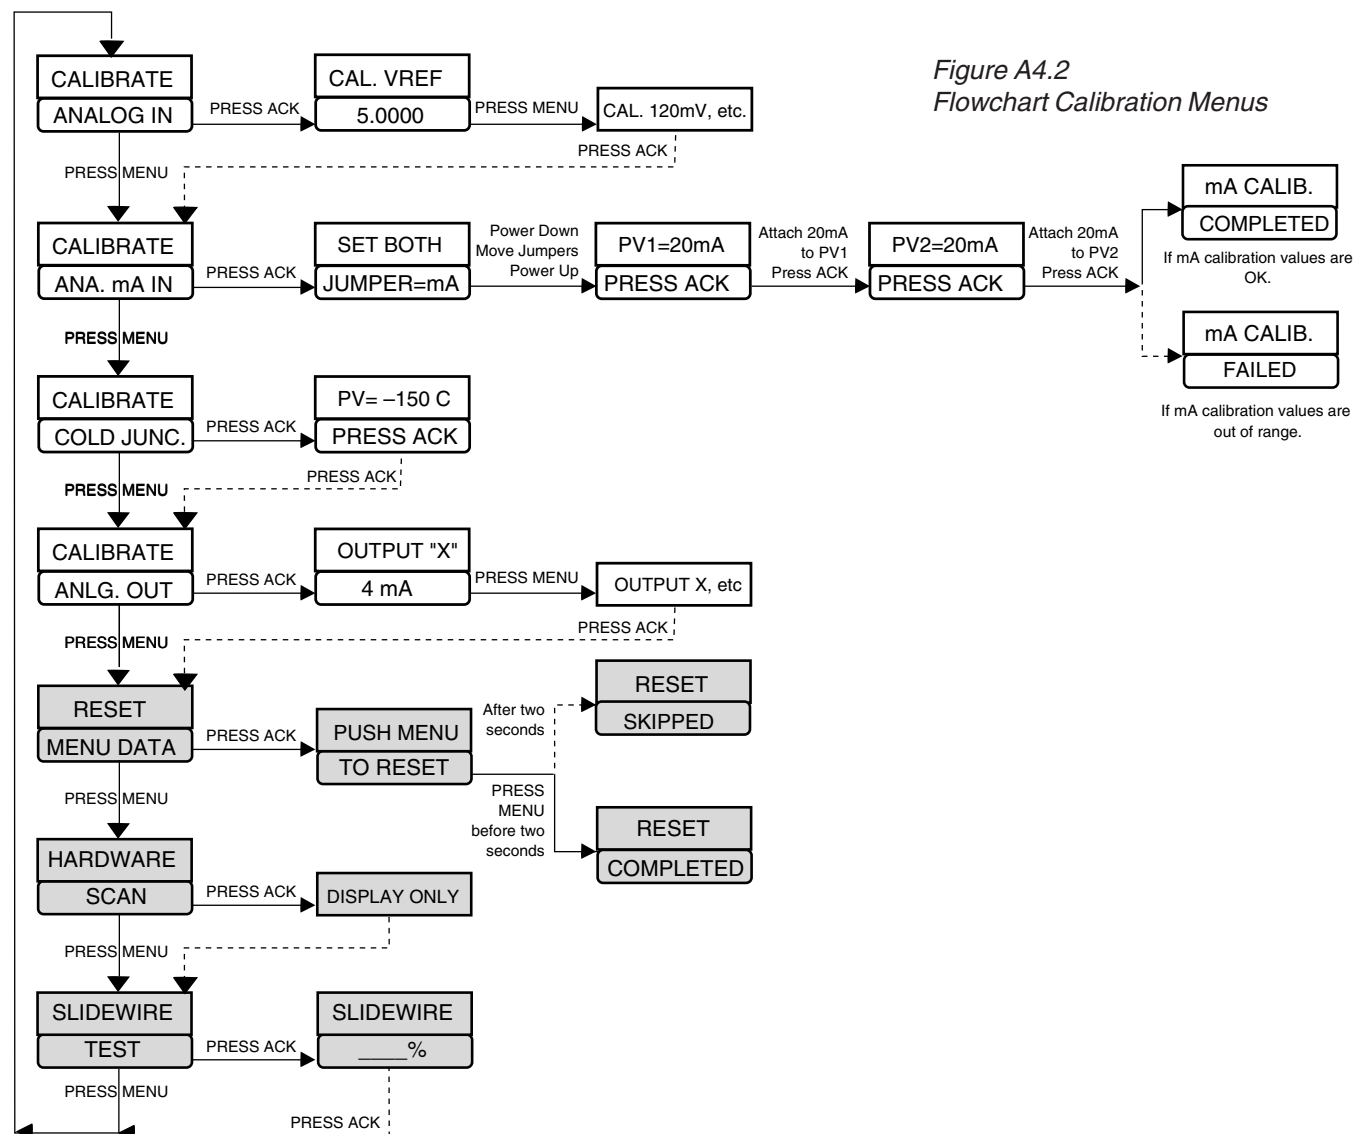 Figure A4.2
Flowchart Calibration Menus
CALIBRATE
ANALOG IN
PRESS ACK
CAL. VREF
5.0000
PRESS MENU
CAL. 120mV, etc.
PRESS ACK
PRESS MENU
CALIBRATE
ANA. mA IN
PRESS ACK
SET BOTH
JUMPER=mA
Power Down
Move Jumpers
Power Up
PV1=20mA
PRESS ACK
Attach 20mA
to PV1
Press ACK
PV2=20mA
PRESS ACK
Attach 20mA
to PV2
Press ACK
mA CALIB.
COMPLETED
If mA calibration values are
OK.
mA CALIB.
FAILED
If mA calibration values are
out of range.
PRESS MENU
CALIBRATE
COLD JUNC.
PRESS ACK
PV= –150 C
PRESS ACK
PRESS ACK
PRESS MENU
CALIBRATE
ANLG. OUT
PRESS ACK
OUTPUT "X"
4 mA
PRESS MENU
OUTPUT X, etc
PRESS ACK
PRESS MENU
RESET
MENU DATA
PRESS ACK
PUSH MENU
TO RESET
After two
seconds
RESET
SKIPPED
PRESS
MENU
before two
seconds
RESET
COMPLETED
PRESS MENU
HARDWARE
SCAN
PRESS ACK
DISPLAY ONLY
PRESS MENU
SLIDEWIRE
TEST
PRESS ACK
SLIDEWIRE
____%
PRESS MENU
PRESS ACK